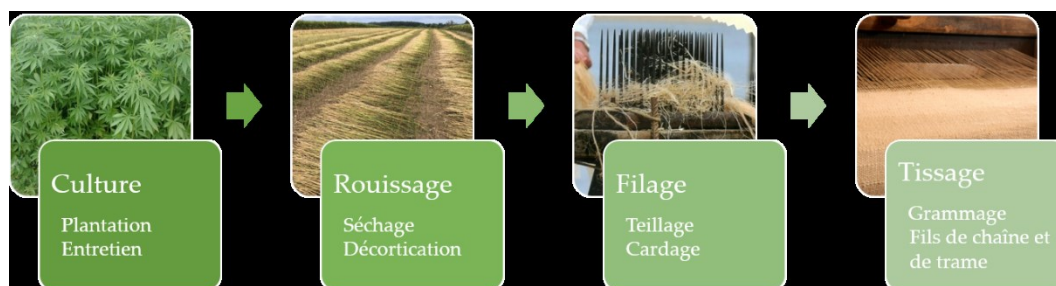 Culture
Plantation
Entretien
Rouissage
Séchage
Décortication
Filage
Teillage
Cardage
Tissage
Grammage
Fils de chaîne et
de trame